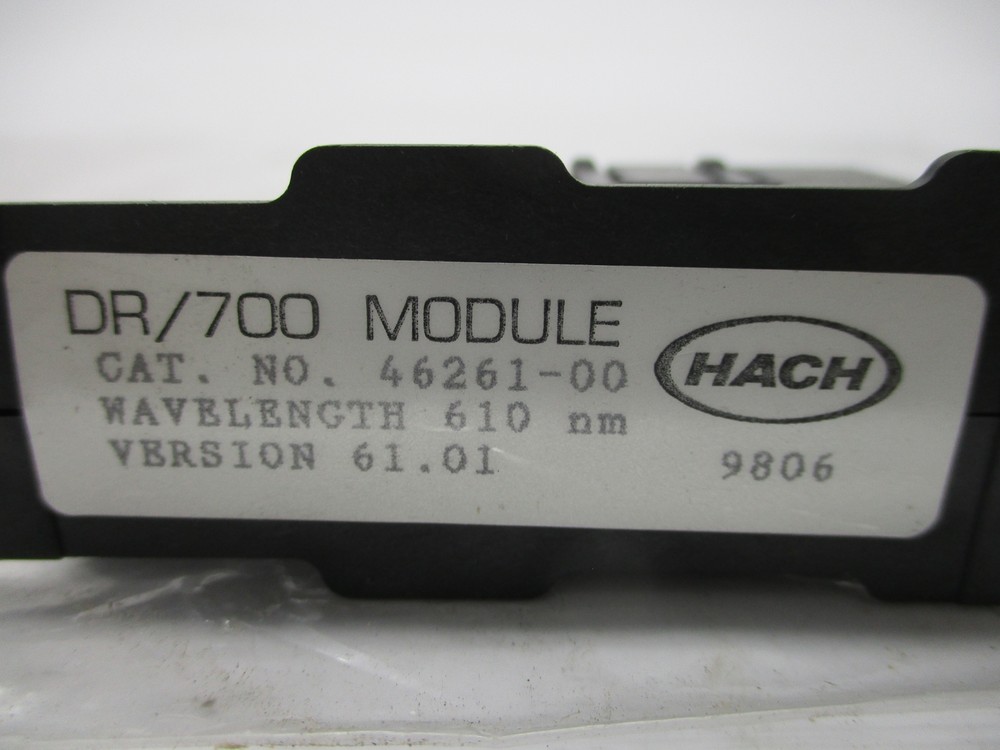 DR/700 MODULE
CAT. NO. 46261-00
WAVELENGTH 610 nm
VERSION 61.01
HACH
9806